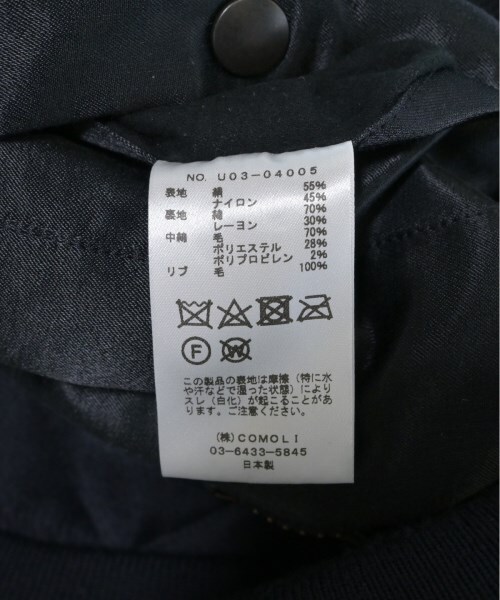 NO. U03-04005
表地 絹 55%
ナイロン 45%
裏地 綿 70%
レーヨン 30%
中綿 毛 70%
ポリエステル 28%
ポリプロピレン 2%
リブ 毛 100%
F W
この製品の表地は摩擦（特に水
や汗などで湿った状態）により
スレ（白化）が起こることがあ
ります。ご注意ください。
(株) COMOLI
03-6433-5845
日本製